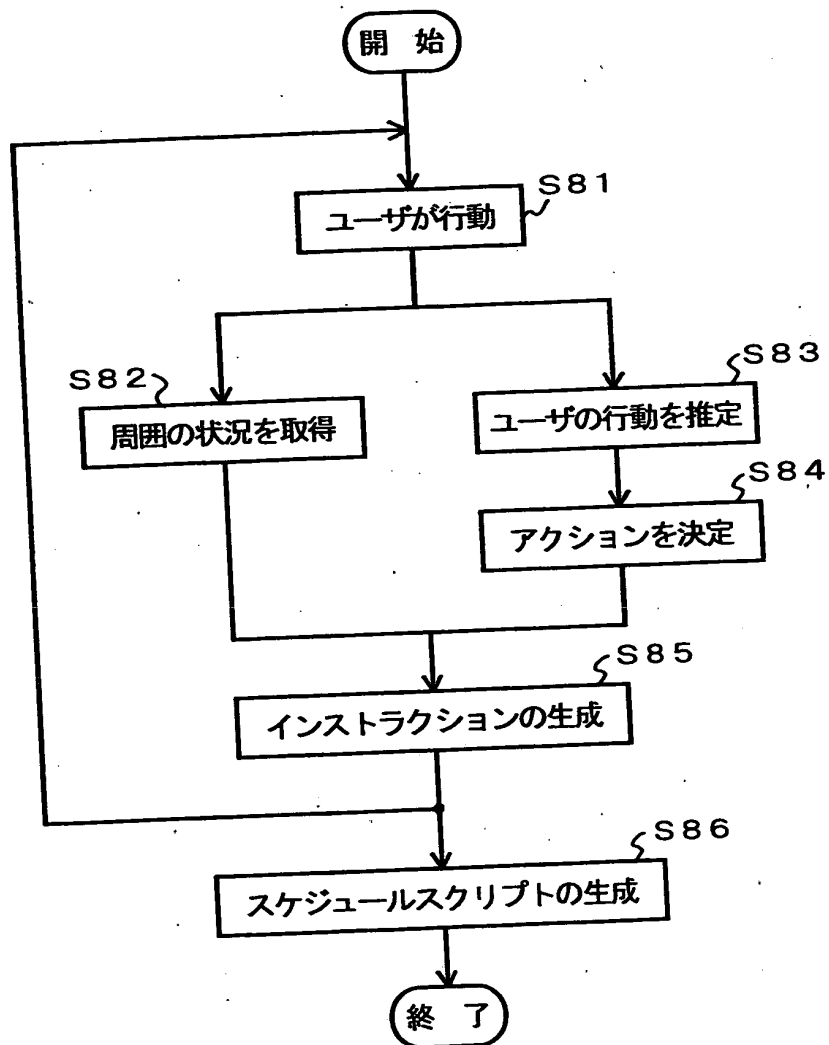 開 始
S81
ユーザが行動
S82
周囲の状況を取得
S83
ユーザの行動を推定
S84
アクションを決定
S85
インストラクションの生成
S86
スケジュールスクリプトの生成
終 了